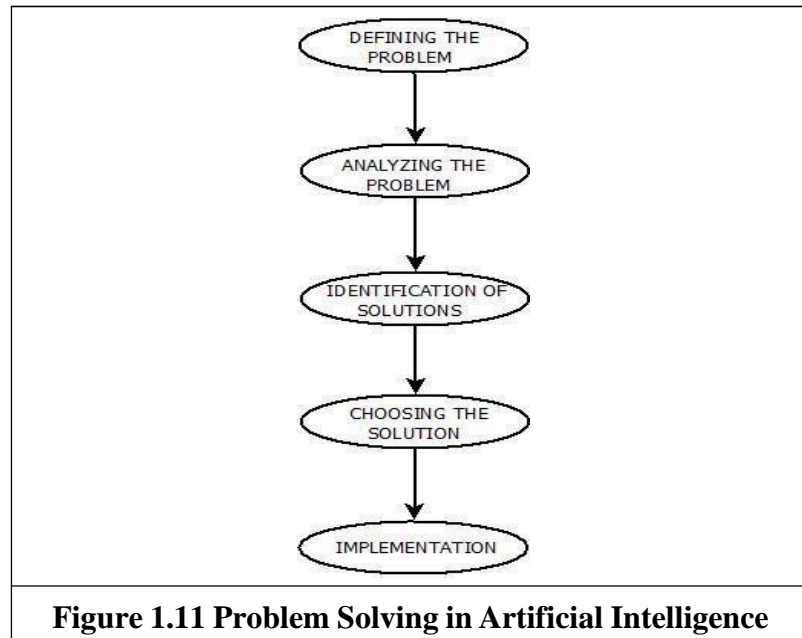 DEFINING THE
PROBLEM
ANALYZING THE
PROBLEM
IDENTIFICATION OF
SOLUTIONS
CHOOSING THE
SOLUTION
IMPLEMENTATION
Figure 1.11 Problem Solving in Artificial Intelligence